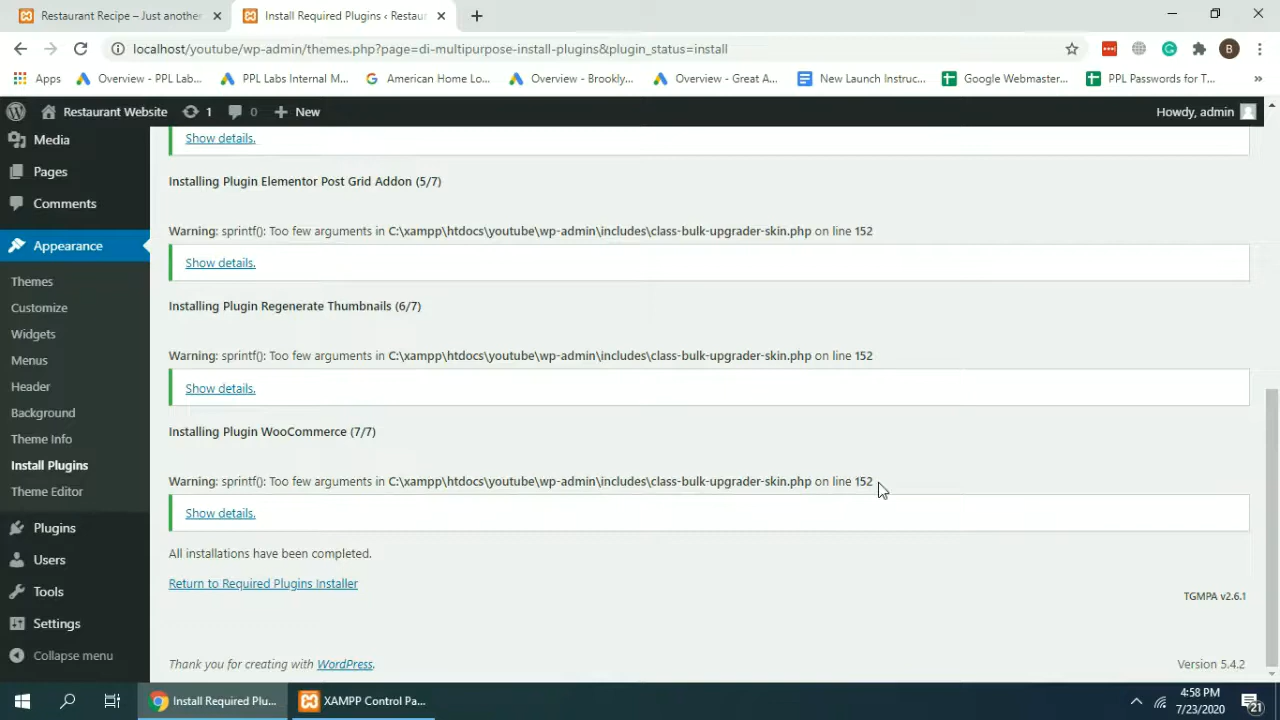 Restaurant Recipe – Just another
Install Required Plugins ‹ Restaur
localhost/youtube/wp-admin/themes.php?page=di-multipurpose-install-plugins&plugin_status=install
B
Apps
Overview - PPL Lab...
PPL Labs Internal M...
American Home Lo...
Overview - Brookly...
Overview - Great A...
New Launch Instruc...
Google Webmaster...
PPL Passwords for T...
»
Restaurant Website
1
0
New
Howdy, admin
Media
Pages
Comments
Appearance
Themes
Customize
Widgets
Menus
Header
Background
Theme Info
Install Plugins
Theme Editor
Plugins
Users
Tools
Settings
Collapse menu
Show details.
Installing Plugin Elementor Post Grid Addon (5/7)
Warning: sprintf(): Too few arguments in C:\xampp\htdocs\youtube\wp-admin\includes\class-bulk-upgrader-skin.php on line 152
Show details.
Installing Plugin Regenerate Thumbnails (6/7)
Warning: sprintf(): Too few arguments in C:\xampp\htdocs\youtube\wp-admin\includes\class-bulk-upgrader-skin.php on line 152
Show details.
Installing Plugin WooCommerce (7/7)
Warning: sprintf(): Too few arguments in C:\xampp\htdocs\youtube\wp-admin\includes\class-bulk-upgrader-skin.php on line 152
Show details.
All installations have been completed.
Return to Required Plugins Installer
TGMPA v2.6.1
Thank you for creating with WordPress.
Version 5.4.2
Install Required Plu...
XAMPP Control Pa...
4:58 PM
7/23/2020
21